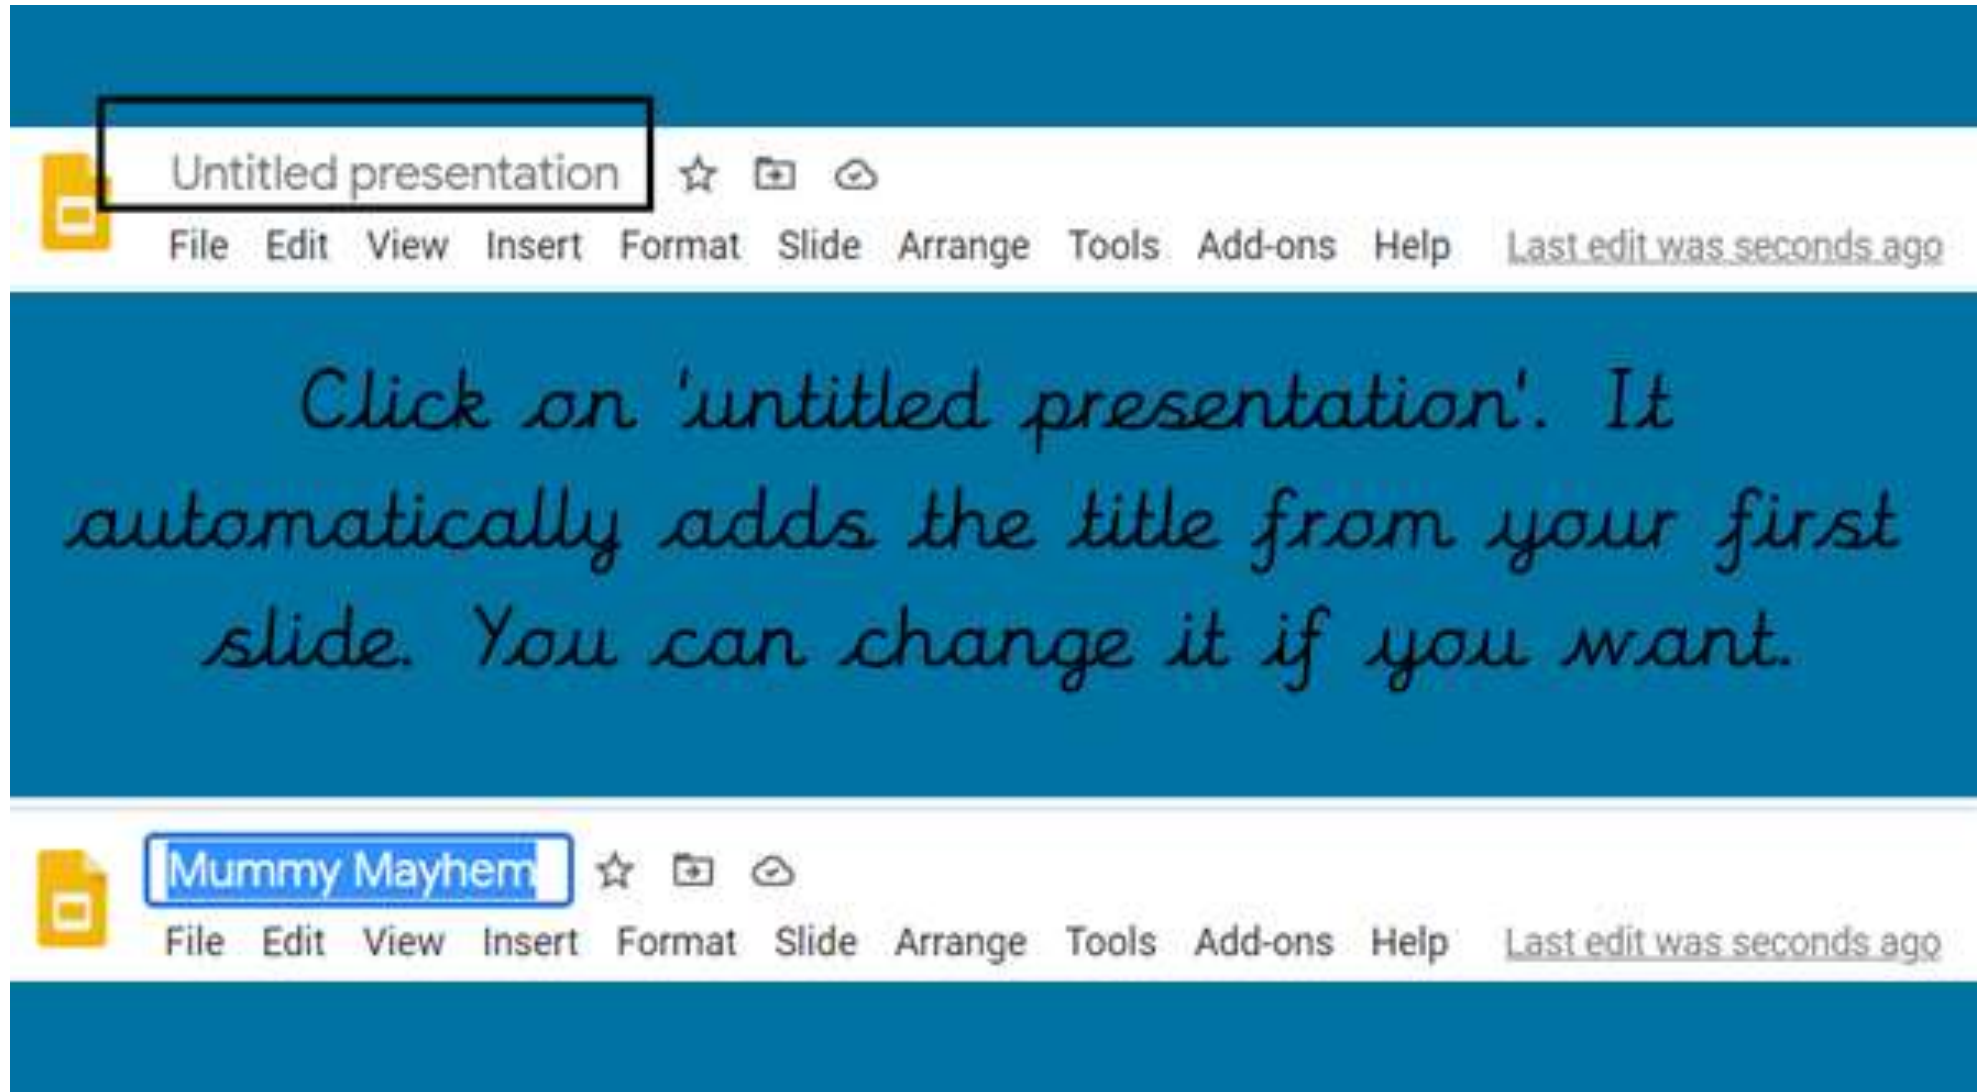 Untitled presentation
File Edit View Insert Format Slide Arrange Tools Add-ons Help Last edit was seconds ago
Click on 'untitled presentation'. It
automatically adds the title from your first
slide. You can change it if you want.
Mummy Mayhem
File Edit View Insert Format Slide Arrange Tools Add-ons Help Last edit was seconds ago